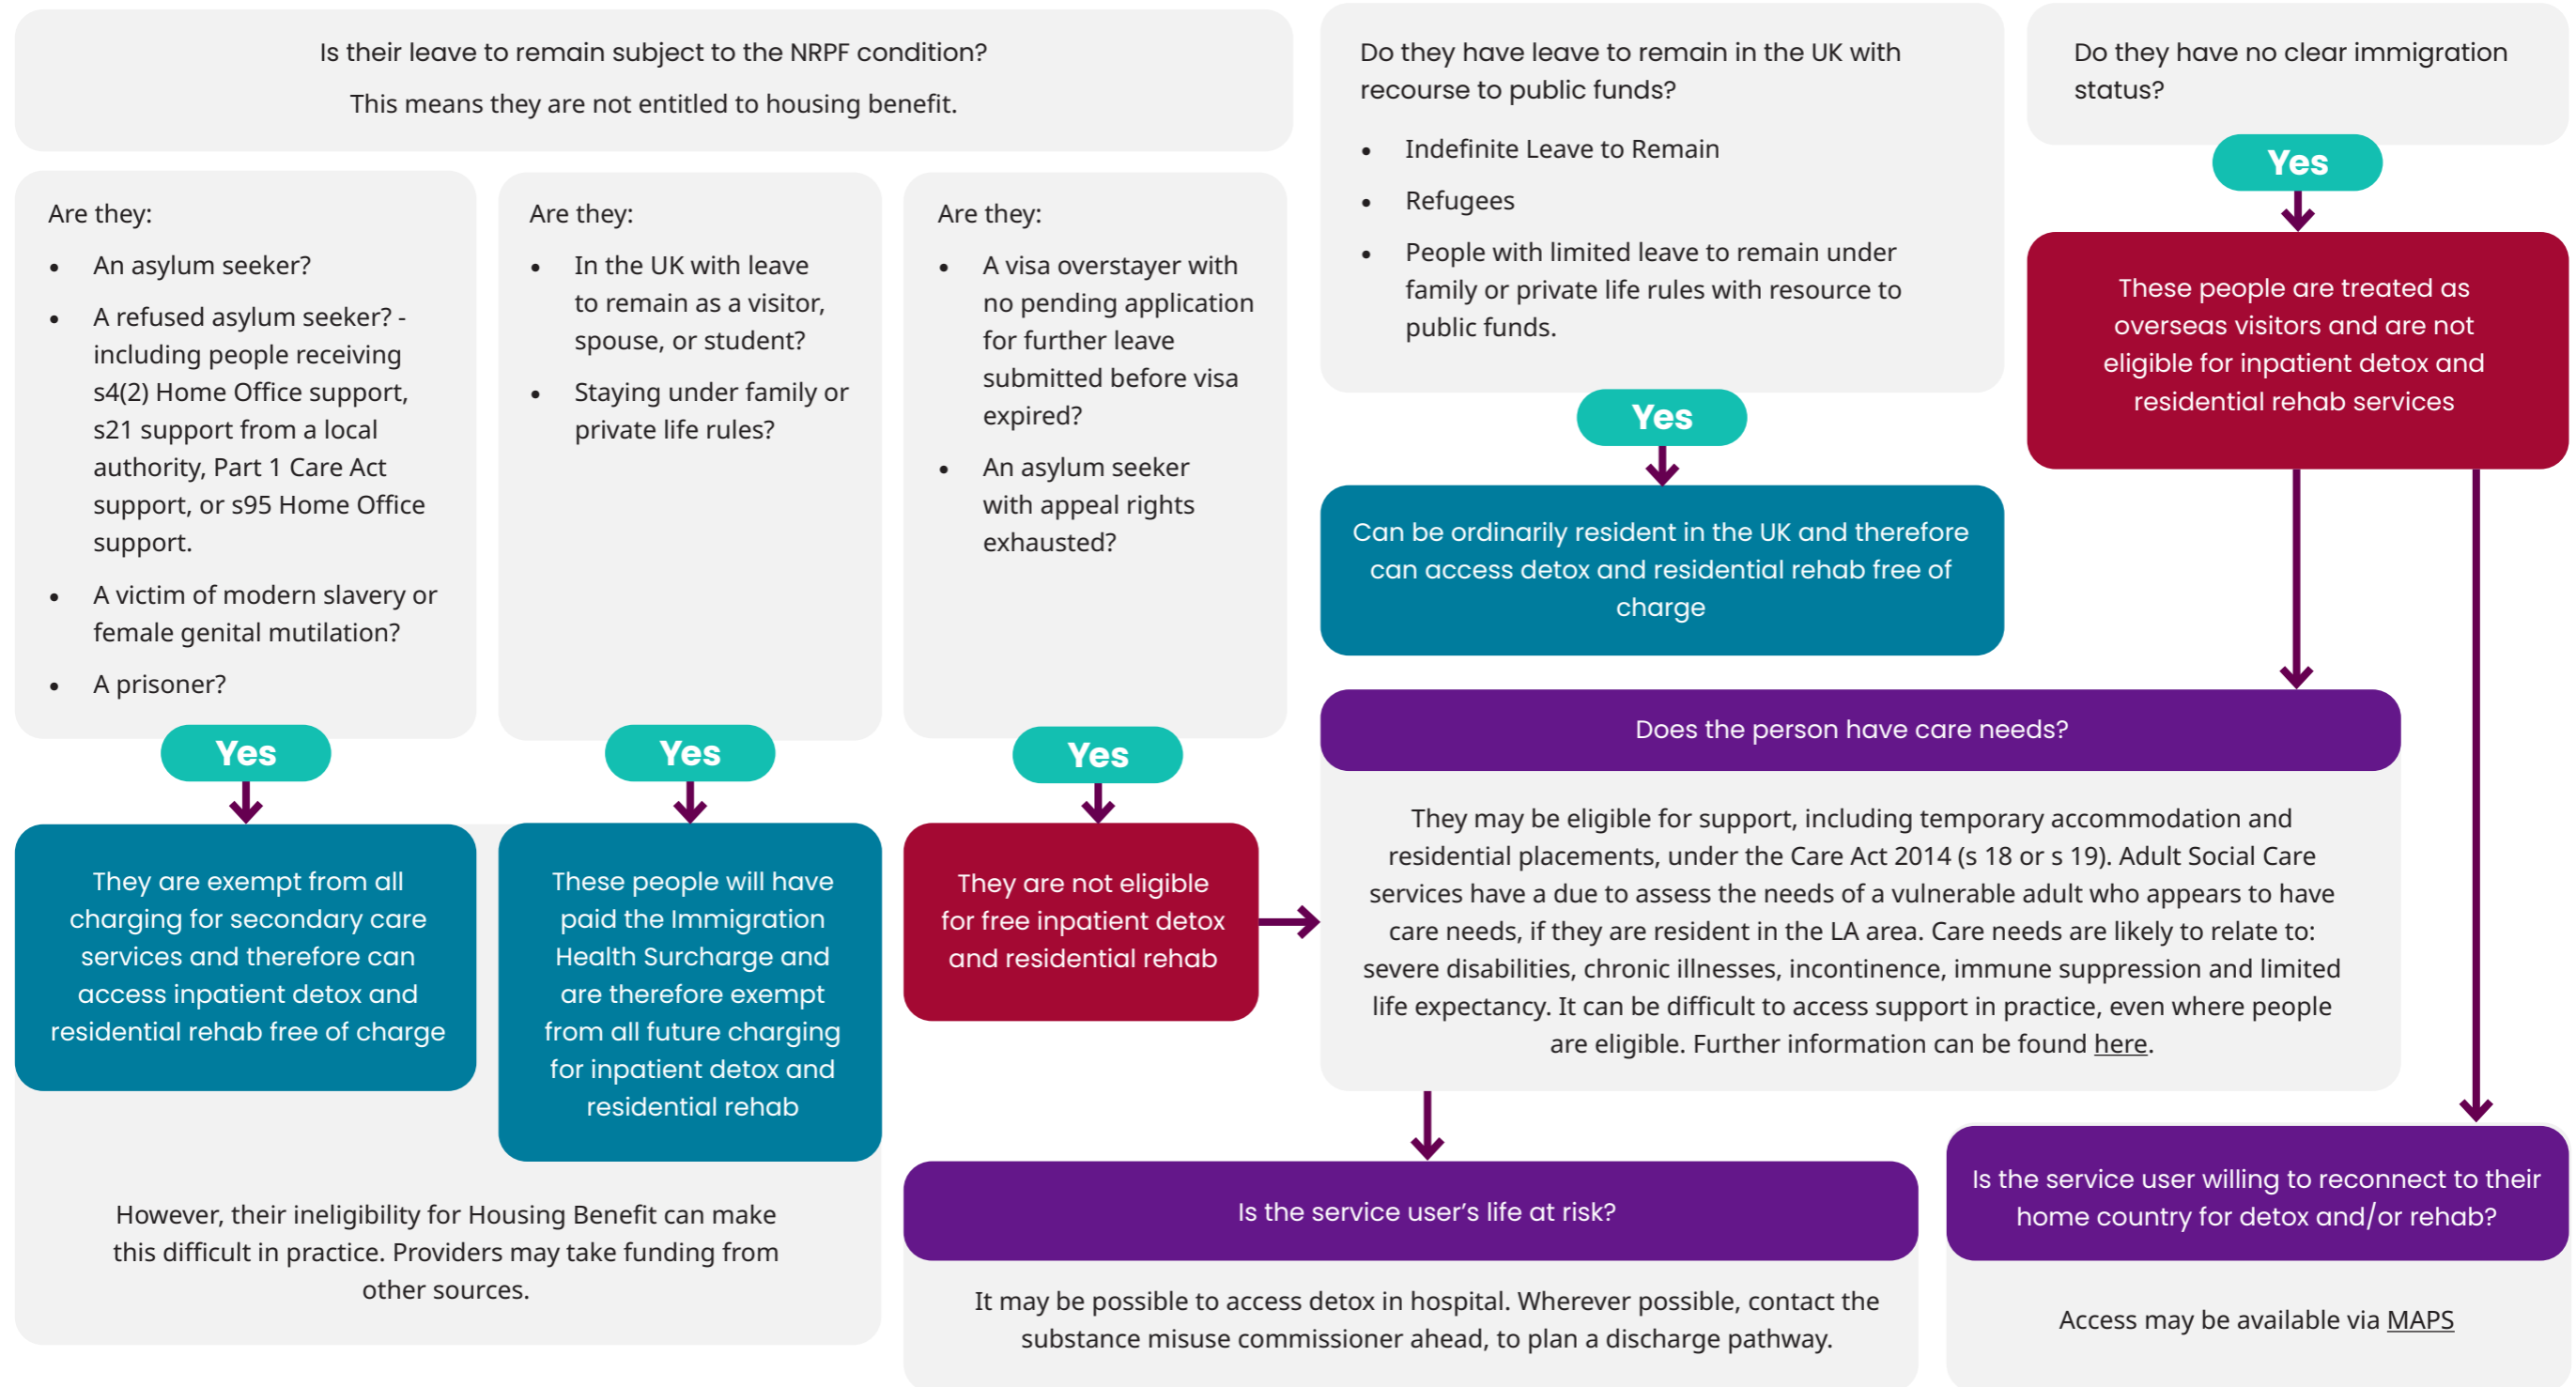 Is their leave to remain subject to the NRPF condition?
This means they are not entitled to housing benefit.
Are they:
• An asylum seeker?
• A refused asylum seeker? -
including people receiving
s4(2) Home Office support,
s21 support from a local
authority, Part 1 Care Act
support, or s95 Home Office
support.
• A victim of modern slavery or
female genital mutilation?
• A prisoner?
Yes
They are exempt from all
charging for secondary care
services and therefore can
access inpatient detox and
residential rehab free of charge
Are they:
• In the UK with leave
to remain as a visitor,
spouse, or student?
• Staying under family or
private life rules?
Yes
These people will have
paid the Immigration
Health Surcharge and
are therefore exempt
from all future charging
for inpatient detox and
residential rehab
However, their ineligibility for Housing Benefit can make
this difficult in practice. Providers may take funding from
other sources.
Are they:
• A visa overstayer with
no pending application
for further leave
submitted before visa
expired?
• An asylum seeker
with appeal rights
exhausted?
Yes
They are not eligible
for free inpatient detox
and residential rehab
Do they have leave to remain in the UK with
recourse to public funds?
• Indefinite Leave to Remain
• Refugees
• People with limited leave to remain under
family or private life rules with resource to
public funds.
Yes
Can be ordinarily resident in the UK and therefore
can access detox and residential rehab free of
charge
Do they have no clear immigration
status?
Yes
These people are treated as
overseas visitors and are not
eligible for inpatient detox and
residential rehab services
Does the person have care needs?
They may be eligible for support, including temporary accommodation and
residential placements, under the Care Act 2014 (s 18 or s 19). Adult Social Care
services have a due to assess the needs of a vulnerable adult who appears to have
care needs, if they are resident in the LA area. Care needs are likely to relate to:
severe disabilities, chronic illnesses, incontinence, immune suppression and limited
life expectancy. It can be difficult to access support in practice, even where people
are eligible. Further information can be found here.
Is the service user’s life at risk?
It may be possible to access detox in hospital. Wherever possible, contact the
substance misuse commissioner ahead, to plan a discharge pathway.
Is the service user willing to reconnect to their
home country for detox and/or rehab?
Access may be available via MAPS